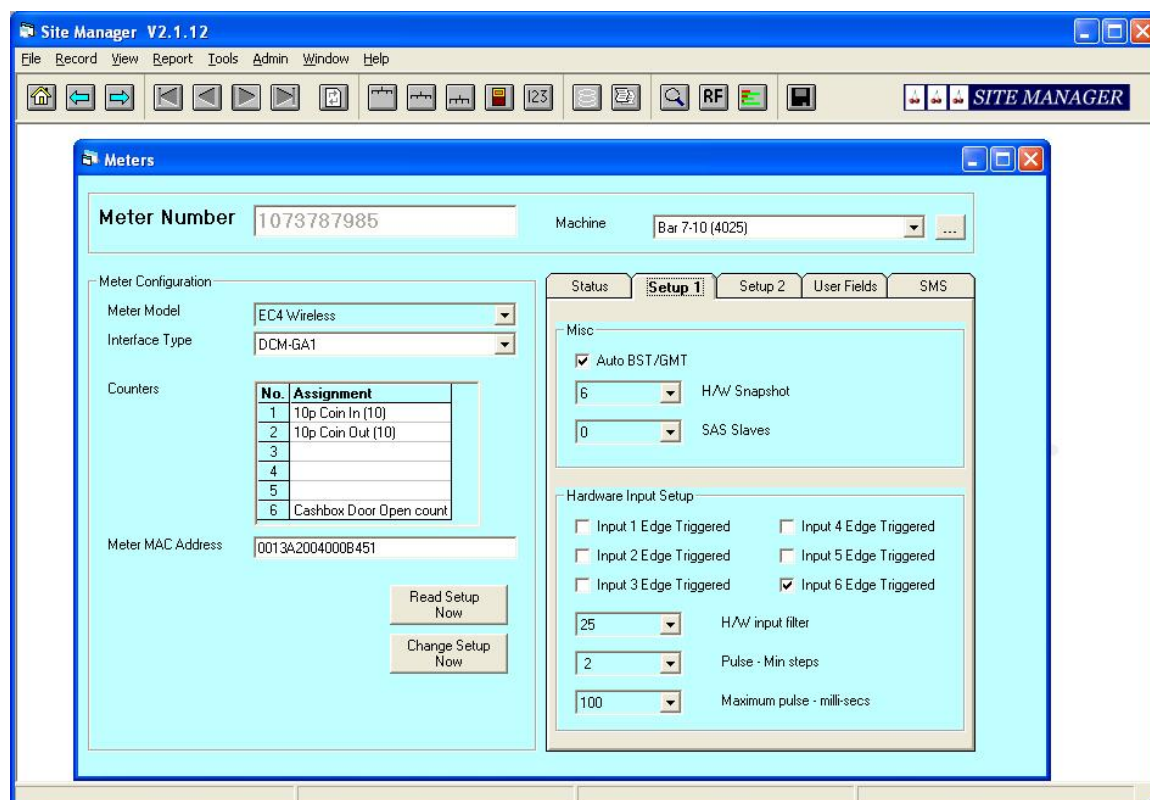 Site Manager V2.1.12
File Record View Report Tools Admin Window Help
123
RF
SITE MANAGER
Meters
Meter Number
1073787985
Machine
Bar 7-10 (4025)
...
Meter Configuration
Meter Model
EC4 Wireless
Interface Type
DCM-GA1
Counters
No. Assignment
1 10p Coin In (10)
2 10p Coin Out (10)
3
4
5
6 Cashbox Door Open count
Meter MAC Address
0013A2004000B451
Read Setup
Now
Change Setup
Now
Status
Setup 1
Setup 2
User Fields
SMS
Misc
Auto BST/GMT
6
H/W Snapshot
0
SAS Slaves
Hardware Input Setup
Input 1 Edge Triggered
Input 4 Edge Triggered
Input 2 Edge Triggered
Input 5 Edge Triggered
Input 3 Edge Triggered
Input 6 Edge Triggered
25
H/W input filter
2
Pulse - Min steps
100
Maximum pulse - milli-secs